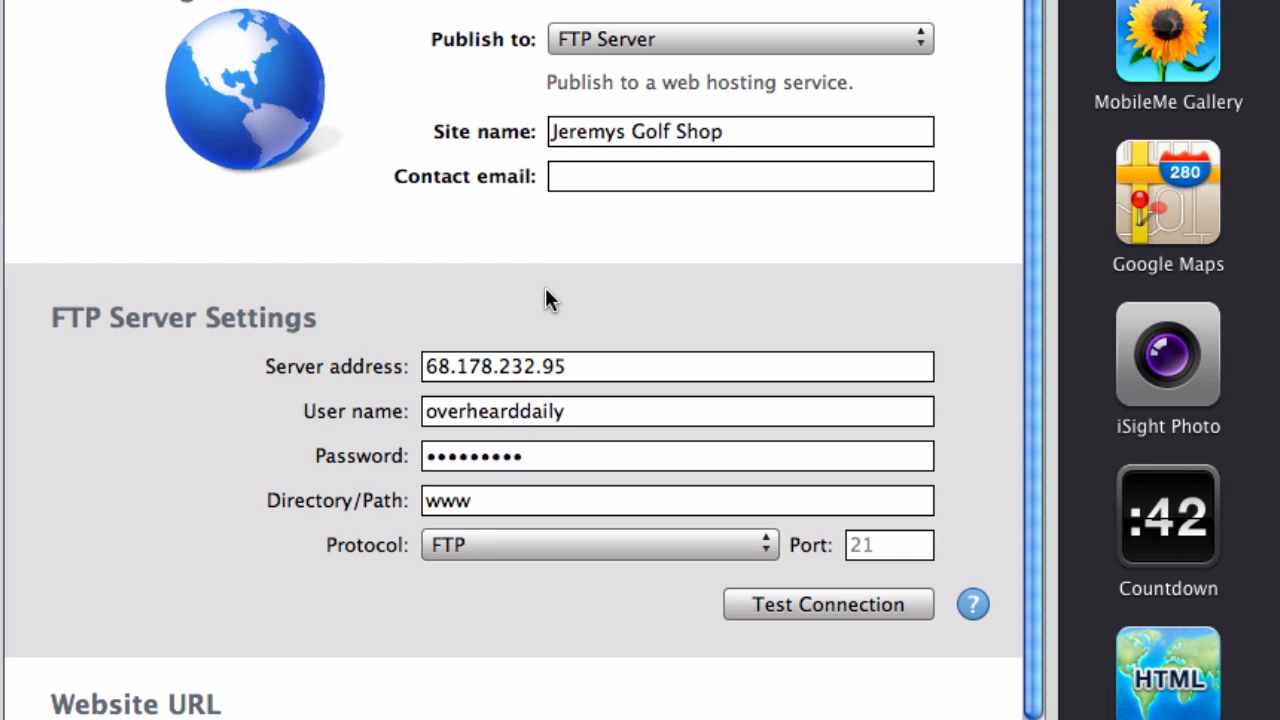 Publish to: FTP Server
Publish to a web hosting service.
Site name: Jeremys Golf Shop
Contact email:
FTP Server Settings
Server address: 68.178.232.95
User name: overhearddaily
Password: •••••••••
Directory/Path: www
Protocol: FTP Port: 21
Test Connection ?
Website URL
MobileMe Gallery
280
Google Maps
iSight Photo
:42
Countdown
HTML